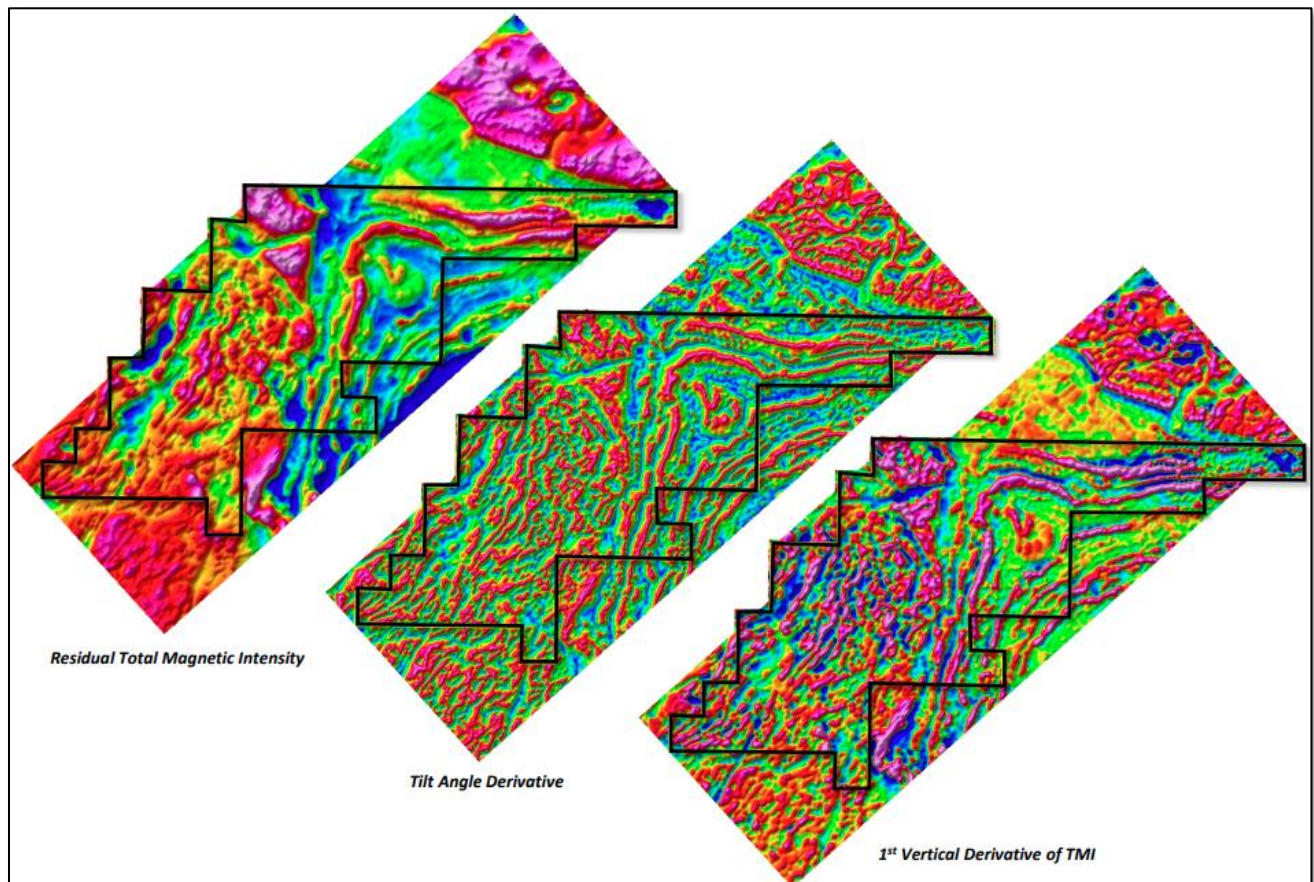 Residual Total Magnetic Intensity
Tilt Angle Derivative
1st Vertical Derivative of TMI